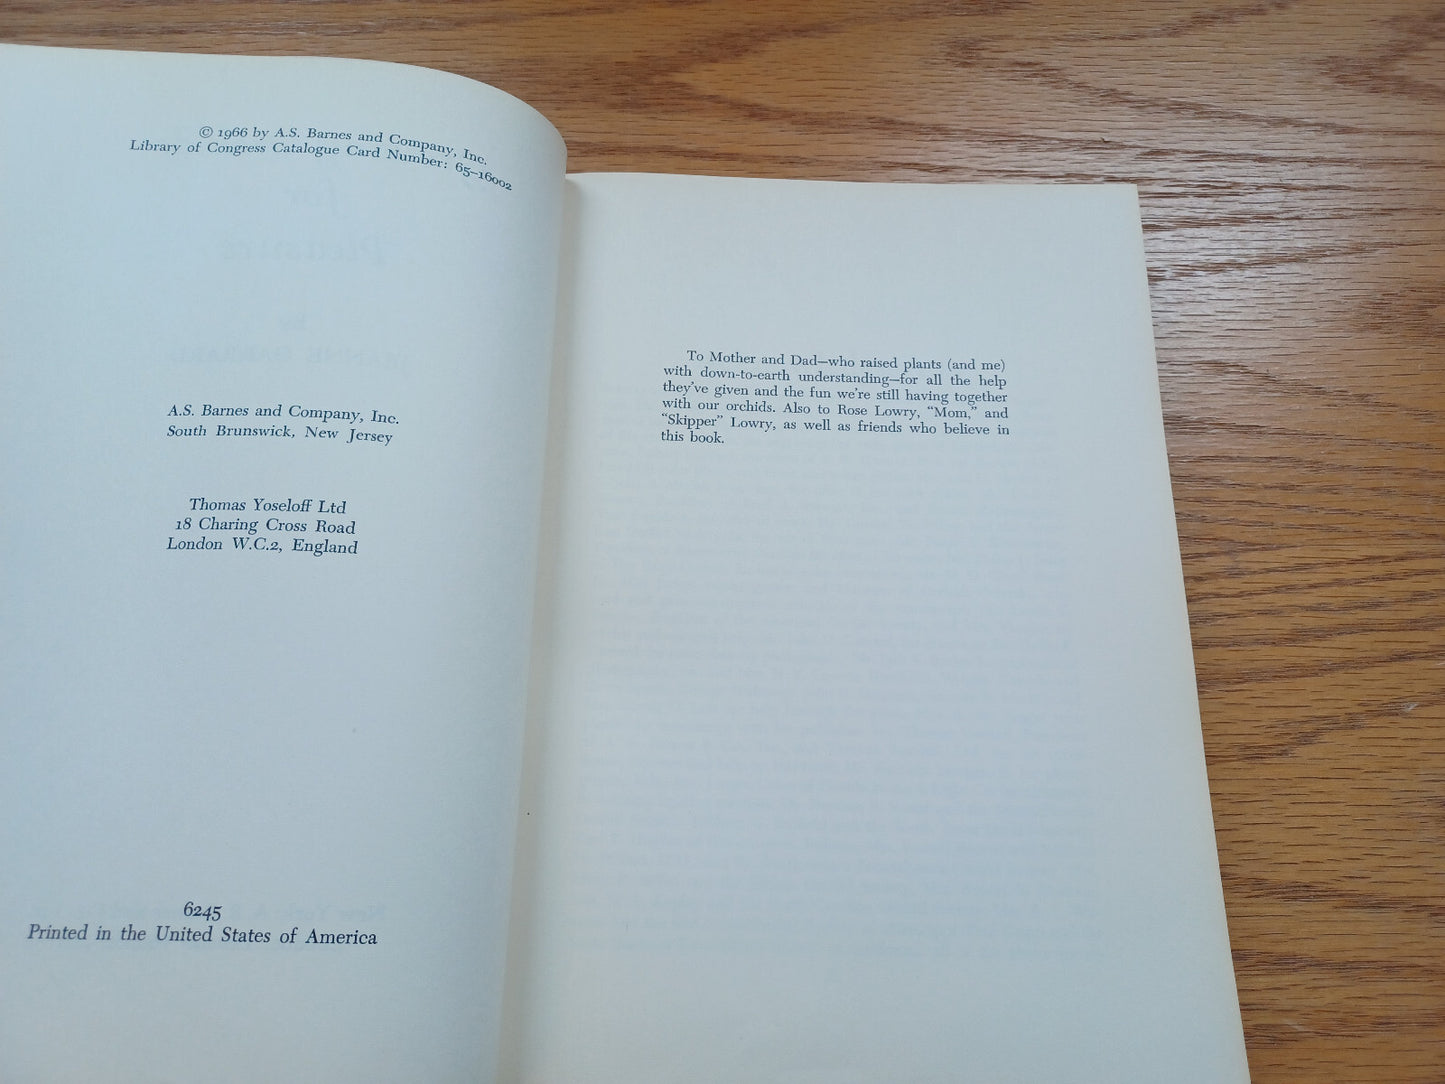 © 1966 by A.S. Barnes and Company, Inc.
Library of Congress Catalogue Card Number: 65–16002
A.S. Barnes and Company, Inc.
South Brunswick, New Jersey
Thomas Yoseloff Ltd
18 Charing Cross Road
London W.C.2, England
6245
Printed in the United States of America
To Mother and Dad—who raised plants (and me)
with down-to-earth understanding—for all the help
they've given and the fun we're still having together
with our orchids. Also to Rose Lowry, “Mom,” and
“Skipper” Lowry, as well as friends who believe in
this book.